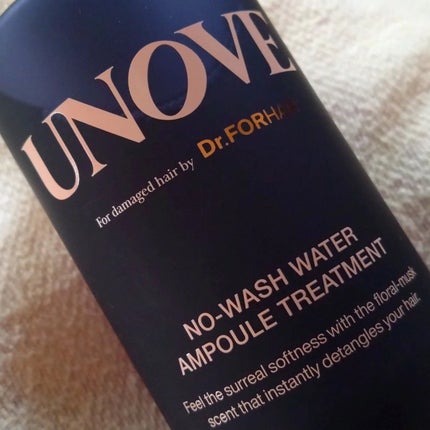 UNOVE
For damaged hair by Dr.FORHAIR
NO-WASH WATER
AMPOULE TREATMENT
Feel the surreal softness with the floral-musk
scent that instantly detangles your hair.